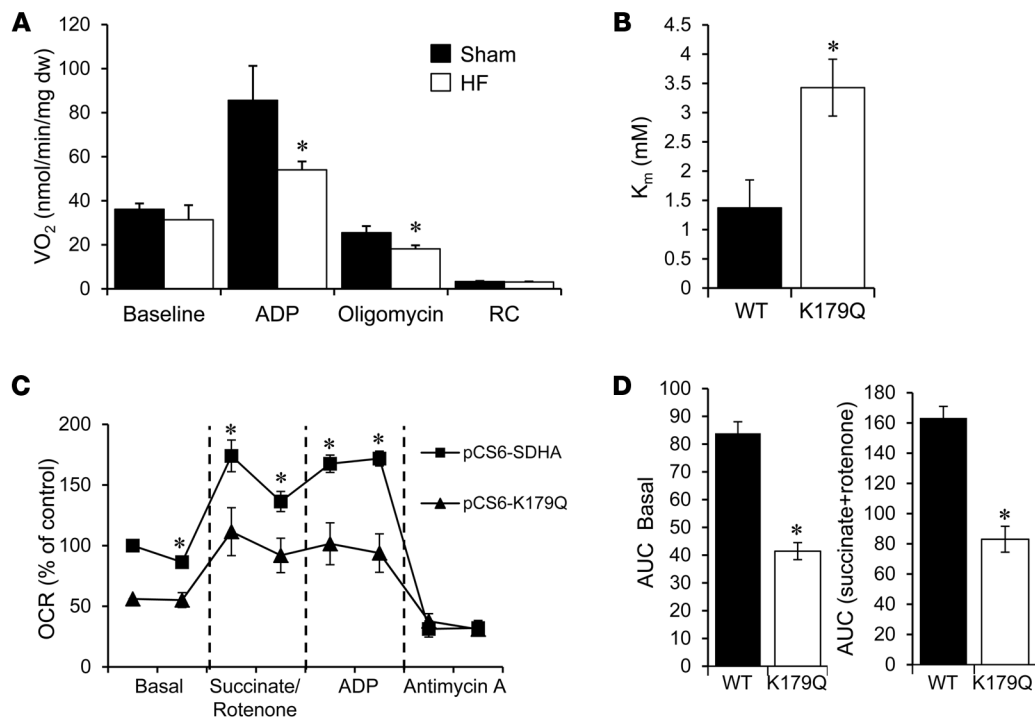 A
VO2 (nmol/min/mg dw)
120
100
80
60
40
20
0
Sham
HF
*
*
Baseline
ADP
Oligomycin
RC
B
Km (mM)
4.5
4
3.5
3
2.5
2
1.5
1
0.5
0
*
WT
K179Q
C
OCR (% of control)
200
150
100
50
0
*
*
*
*
*
pCS6-SDHA
pCS6-K179Q
Basal
Succinate/
Rotenone
ADP
Antimycin A
D
AUC Basal
100
90
80
70
60
50
40
30
20
10
0
*
WT
K179Q
AUC (succinate+rotenone)
180
160
140
120
100
80
60
40
20
0
*
WT
K179Q